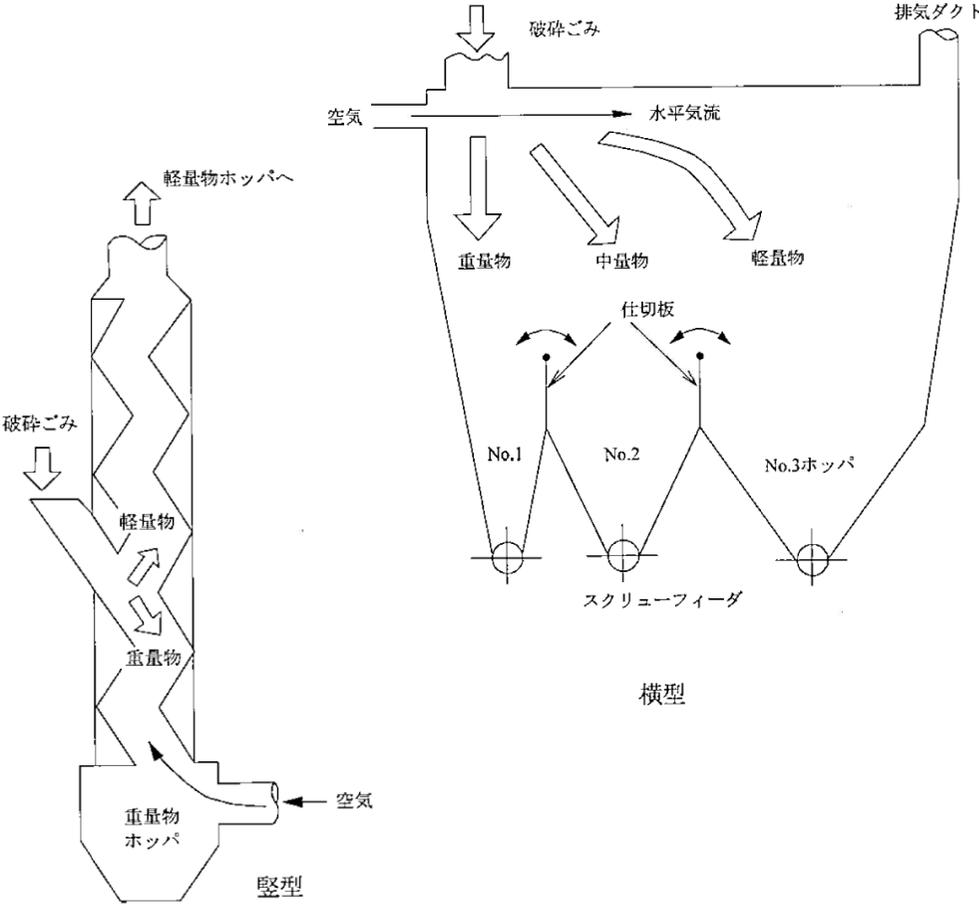 破砕ごみ
排気ダクト
空気
水平気流
重量物
中量物
軽量物
仕切板
No.1
No.2
No.3ホッパ
スクリューフィーダ
横型
軽量物ホッパへ
破砕ごみ
軽量物
重量物
空気
重量物
ホッパ
竪型